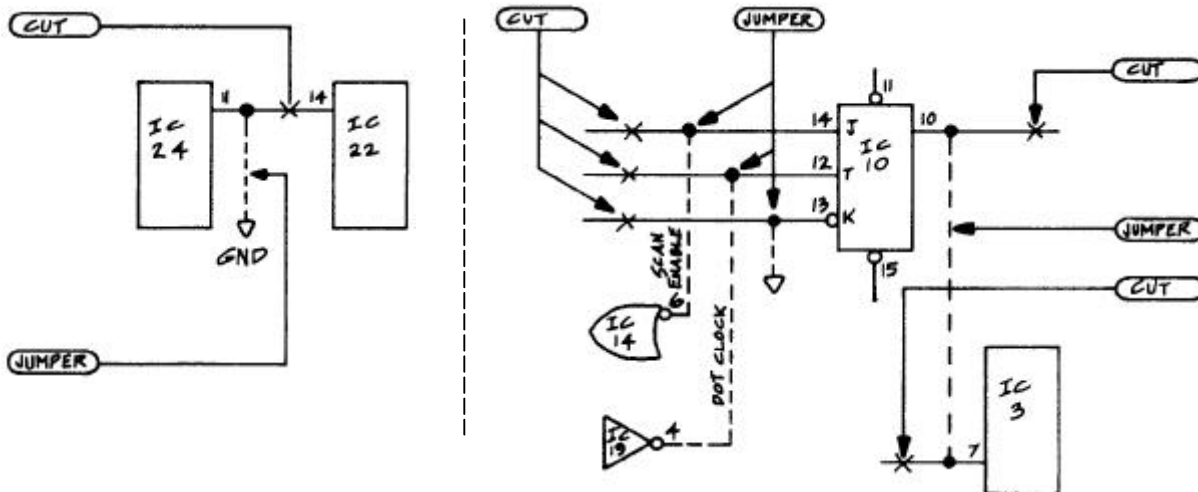 CUT
11
14
IC
24
IC
22
GND
JUMPER
CUT
JUMPER
CUT
11
14
J
10
IC
10
12
T
13
K
15
SCAN
ENABLE
6
IC
14
DOT CLOCK
JUMPER
CUT
IC
19
4
IC
3
7